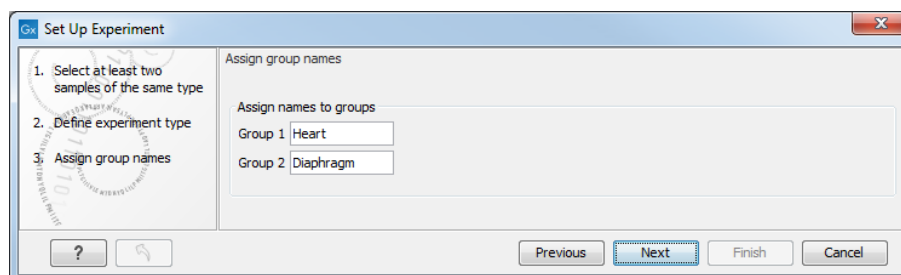 Gx Set Up Experiment
X
1. Select at least two
samples of the same type
2. Define experiment type
3. Assign group names
Assign group names
Assign names to groups
Group 1 Heart
Group 2 Diaphragm
? Previous Next Finish Cancel